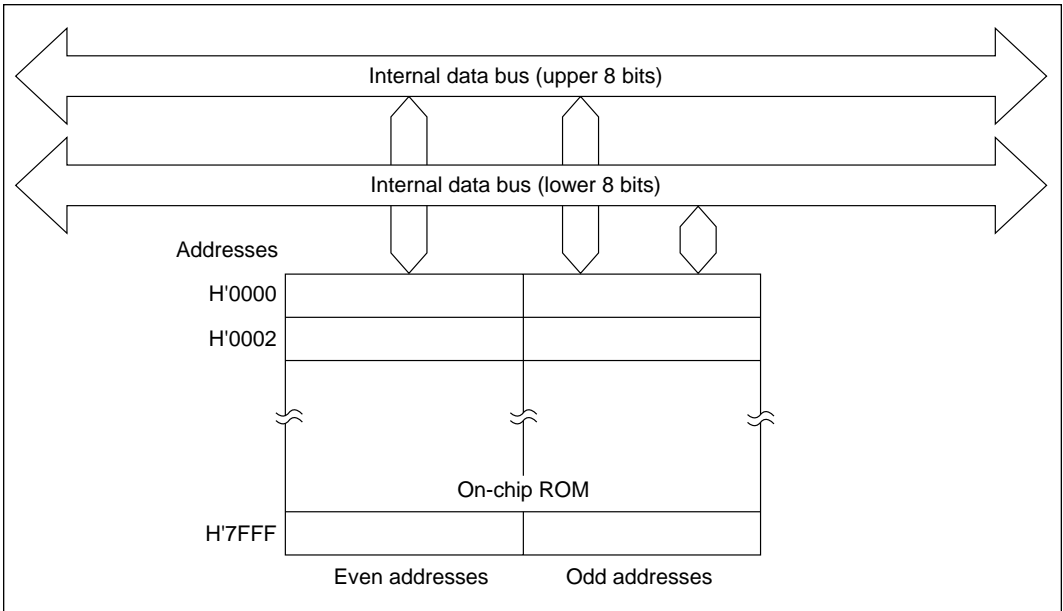 Internal data bus (upper 8 bits)
Internal data bus (lower 8 bits)
Addresses
H'0000
H'0002
On-chip ROM
H'7FFF
Even addresses
Odd addresses